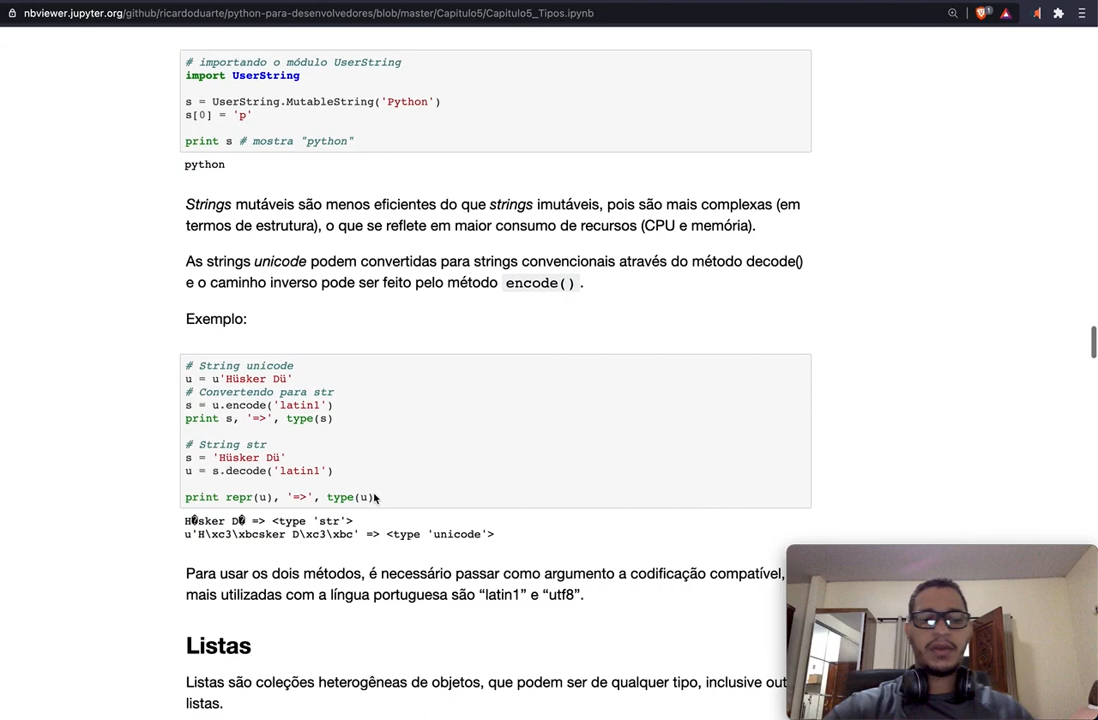 nbviewer.jupyter.org/github/ricardoduarte/python-para-desenvolvedores/blob/master/Capitulo5/Capitulo5_Tipos.ipynb
# importando o módulo UserString
import UserString
s = UserString.MutableString('Python')
s[0] = 'p'
print s # mostra "python"
python
Strings mutáveis são menos eficientes do que strings imutáveis, pois são mais complexas (em
termos de estrutura), o que se reflete em maior consumo de recursos (CPU e memória).
As strings unicode podem convertidas para strings convencionais através do método decode()
e o caminho inverso pode ser feito pelo método encode().
Exemplo:
# String unicode
u = u'Hüsker Dü'
# Convertendo para str
s = u.encode('latin1')
print s, '=>', type(s)
# String str
s = 'Hüsker Dü'
u = s.decode('latin1')
print repr(u), '=>', type(u)
H�sker D� => <type 'str'>
u'H\xc3\xbcsker D\xc3\xbc' => <type 'unicode'>
Para usar os dois métodos, é necessário passar como argumento a codificação compatível,
mais utilizadas com a língua portuguesa são “latin1” e “utf8”.
Listas
Listas são coleções heterogêneas de objetos, que podem ser de qualquer tipo, inclusive out
listas.